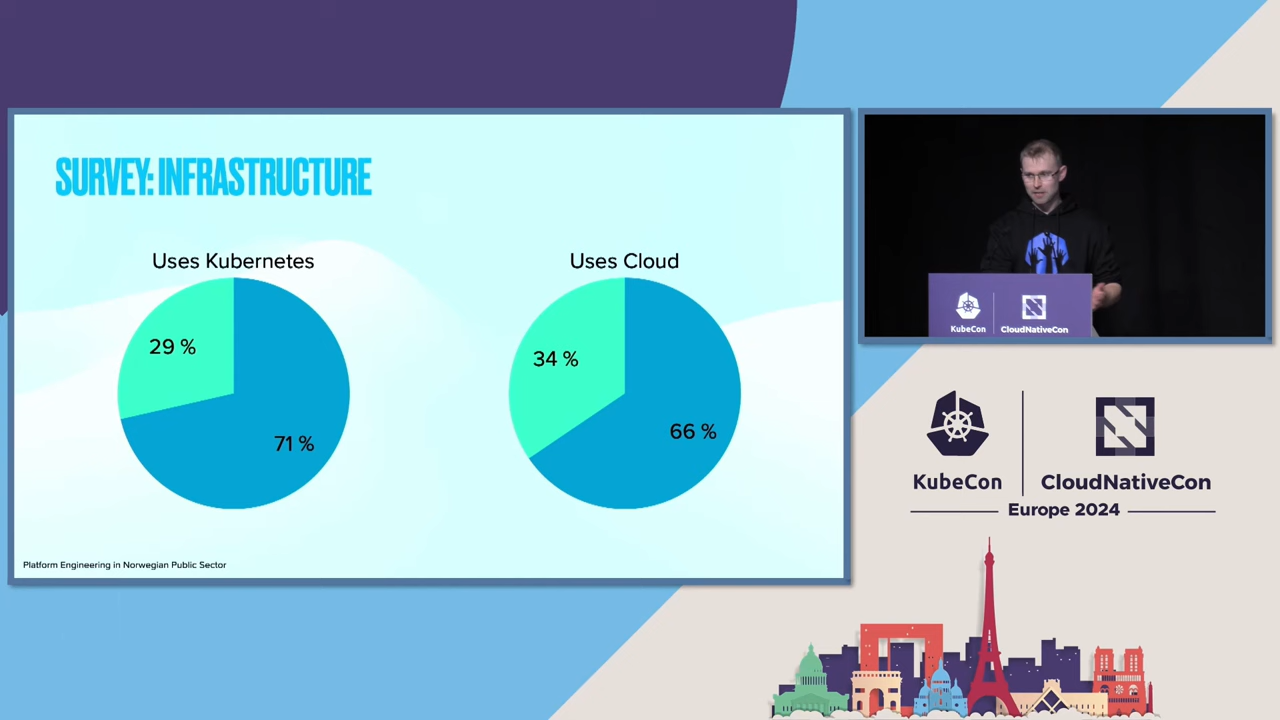 SURVEY: INFRASTRUCTURE
Uses Kubernetes
29 %
71 %
Uses Cloud
34 %
66 %
Platform Engineering in Norwegian Public Sector
KubeCon
CloudNativeCon
KubeCon
CloudNativeCon
Europe 2024